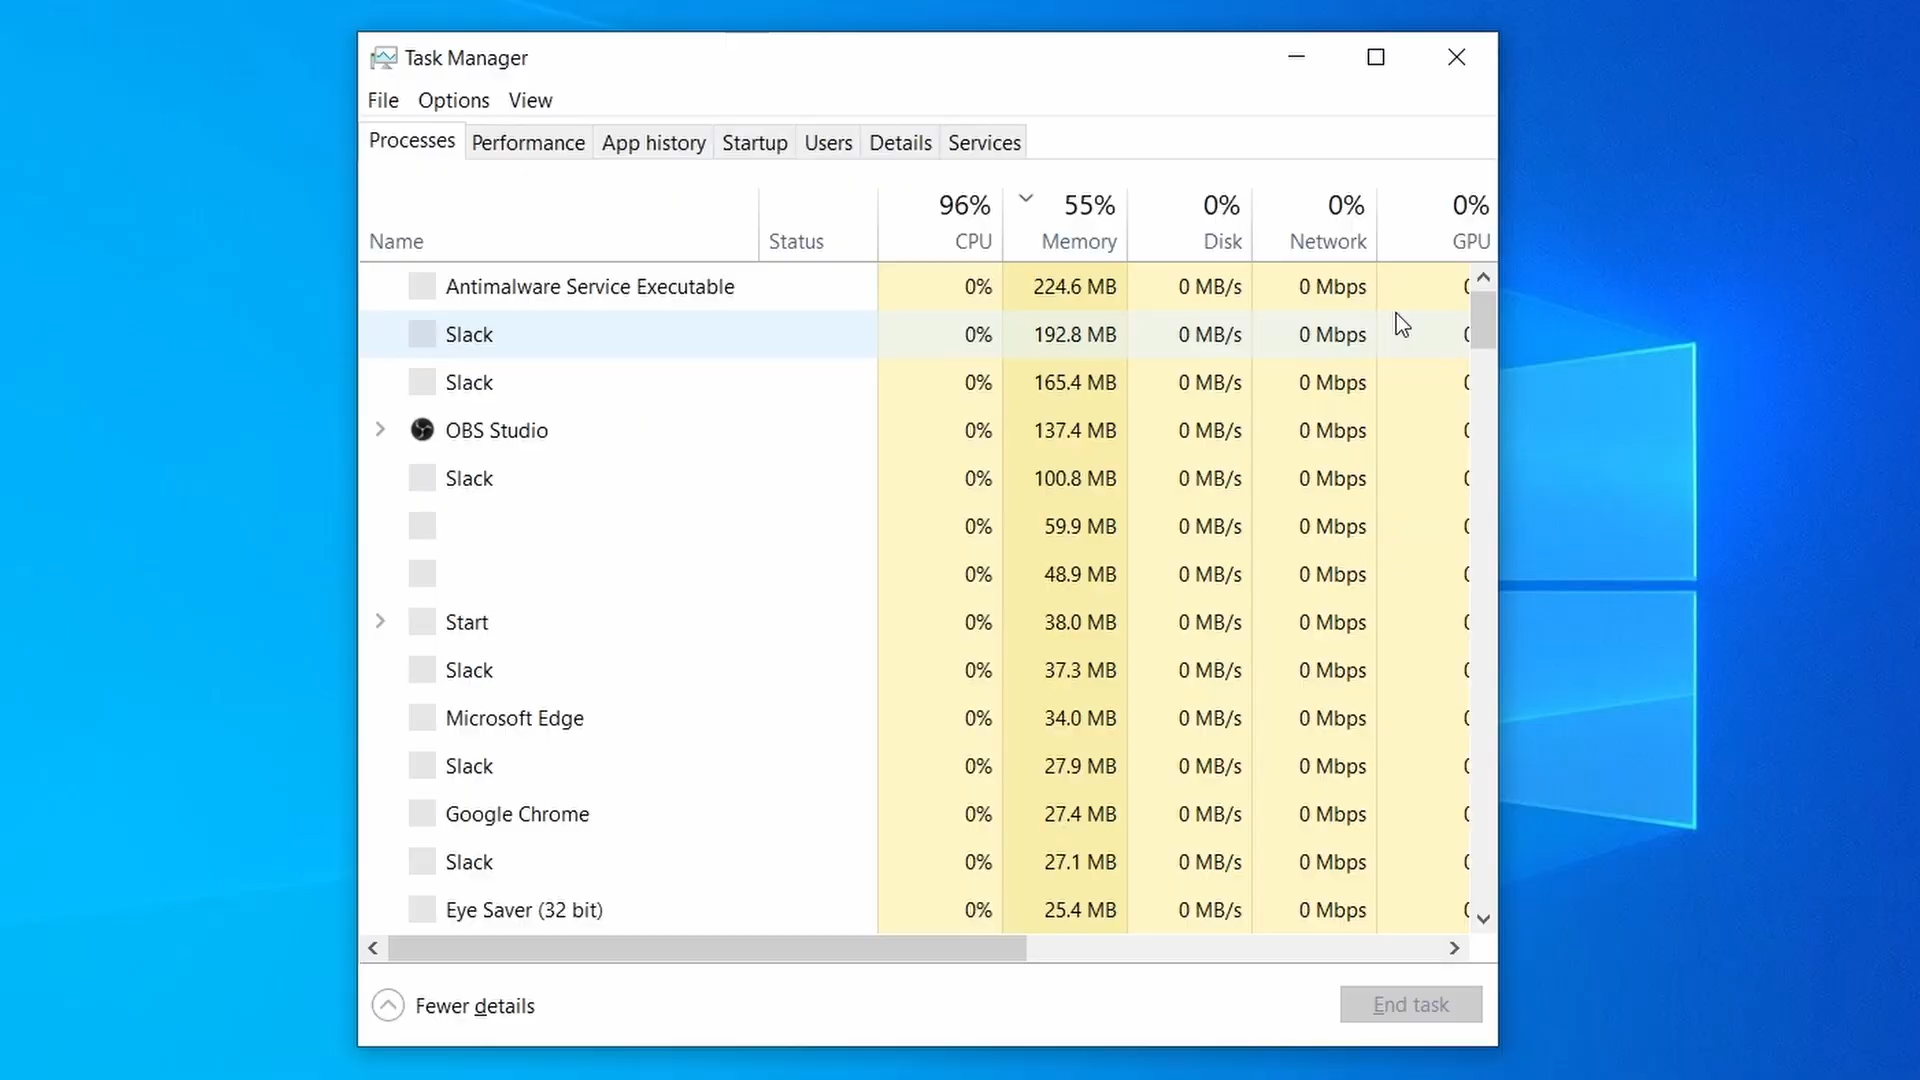 Task Manager
File Options View
Processes Performance App history Startup Users Details Services
96% 55% 0% 0% 0%
Name Status CPU Memory Disk Network GPU
Antimalware Service Executable 0% 224.6 MB 0 MB/s 0 Mbps
Slack 0% 192.8 MB 0 MB/s 0 Mbps
Slack 0% 165.4 MB 0 MB/s 0 Mbps
OBS Studio 0% 137.4 MB 0 MB/s 0 Mbps
Slack 0% 100.8 MB 0 MB/s 0 Mbps
0% 59.9 MB 0 MB/s 0 Mbps
0% 48.9 MB 0 MB/s 0 Mbps
Start 0% 38.0 MB 0 MB/s 0 Mbps
Slack 0% 37.3 MB 0 MB/s 0 Mbps
Microsoft Edge 0% 34.0 MB 0 MB/s 0 Mbps
Slack 0% 27.9 MB 0 MB/s 0 Mbps
Google Chrome 0% 27.4 MB 0 MB/s 0 Mbps
Slack 0% 27.1 MB 0 MB/s 0 Mbps
Eye Saver (32 bit) 0% 25.4 MB 0 MB/s 0 Mbps
Fewer details End task